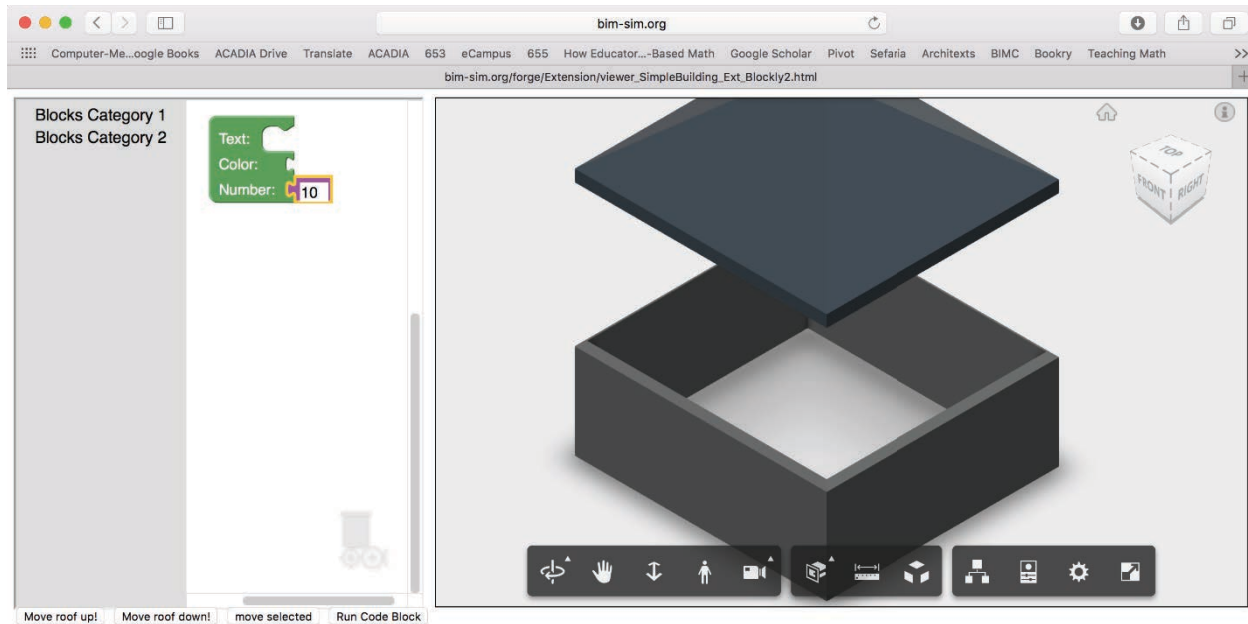 bim-sim.org
Computer-Me...oogle Books ACADIA Drive Translate ACADIA 653 eCampus 655 How Educator...-Based Math Google Scholar Pivot Sefaria Architexts BIMC Bookry Teaching Math >>
bim-sim.org/forge/Extension/viewer_SimpleBuilding_Ext_Blockly2.html +
Blocks Category 1
Blocks Category 2
Text:
Color:
Number: 10
TOP
FRONT RIGHT
Move roof up! Move roof down! move selected Run Code Block